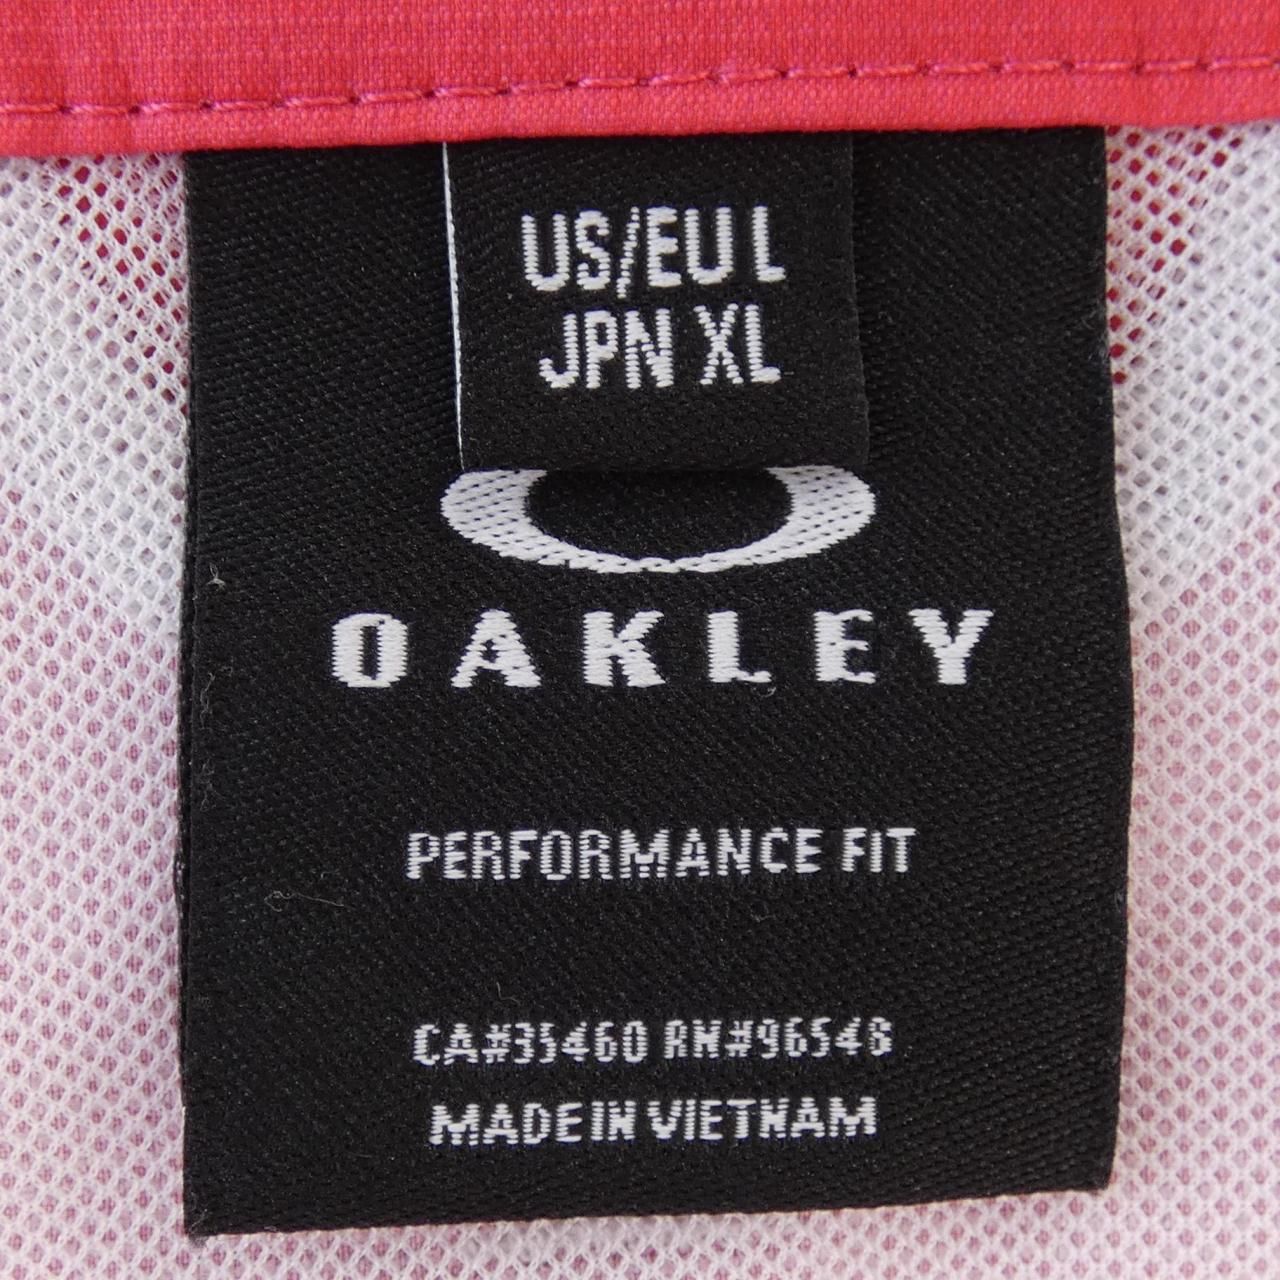 US/EU L
JPN XL
OAKLEY
PERFORMANCE FIT
CA#35460 RN#96548
MADE IN VIETNAM